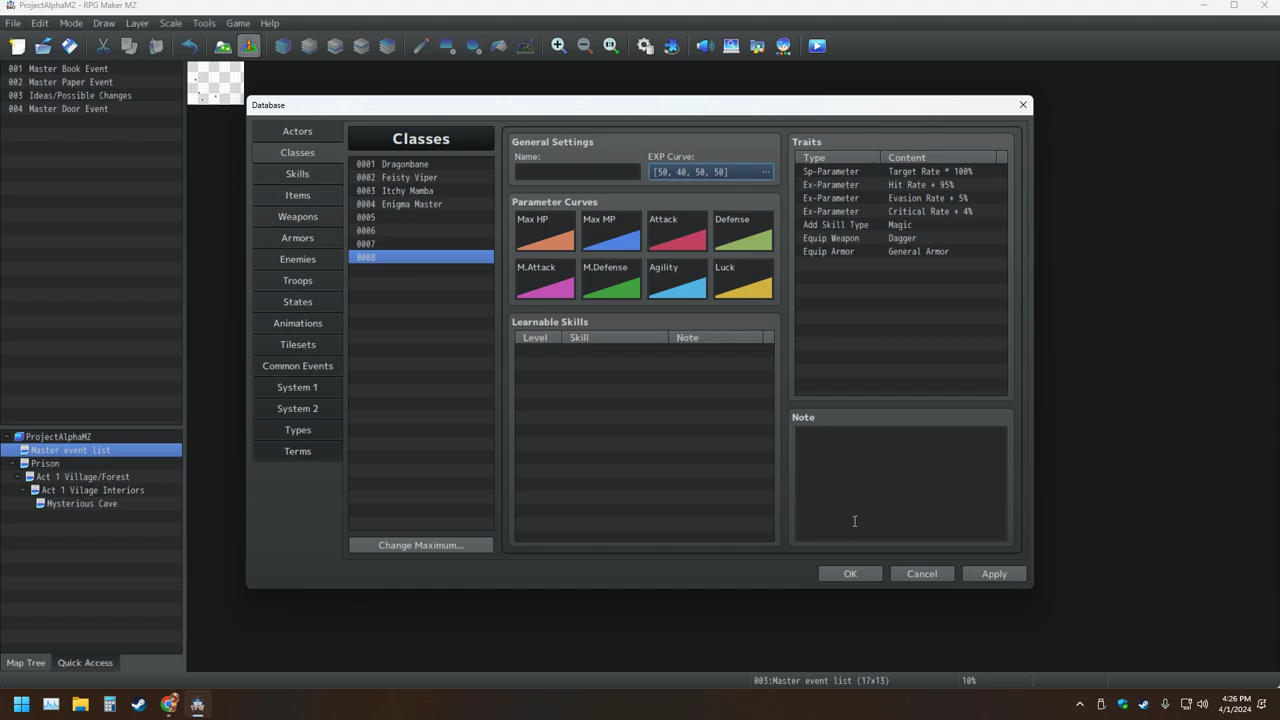 ProjectAlphaMZ - RPG Maker MZ
File Edit Mode Draw Layer Scale Tools Game Help
001 Master Book Event
002 Master Paper Event
003 Ideas/Possible Changes
004 Master Door Event
Database
Actors
Classes
Skills
Items
Weapons
Armors
Enemies
Troops
States
Animations
Tilesets
Common Events
System 1
System 2
Types
Terms
Classes
0001 Dragonbane
0002 Feisty Viper
0003 Itchy Mamba
0004 Enigma Master
0005
0006
0007
0008
Change Maximum...
General Settings
Name: EXP Curve:
[50, 40, 50, 50] ...
Parameter Curves
Max HP Max MP Attack Defense
M.Attack M.Defense Agility Luck
Learnable Skills
Level Skill Note
Traits
Type Content
Sp-Parameter Target Rate * 100%
Ex-Parameter Hit Rate + 95%
Ex-Parameter Evasion Rate + 5%
Ex-Parameter Critical Rate + 4%
Add Skill Type Magic
Equip Weapon Dagger
Equip Armor General Armor
Note
OK Cancel Apply
ProjectAlphaMZ
Master event list
Prison
Act 1 Village/Forest
Act 1 Vilage Interiors
Mysterious Cave
Map Tree Quick Access
003:Master event list (17x13) 10%
4:26 PM
4/1/2024